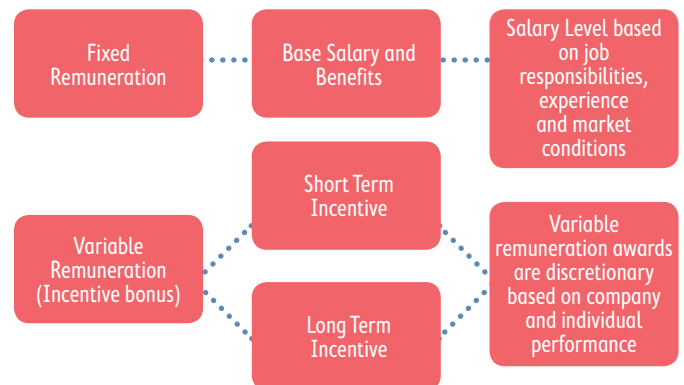 Fixed
Remuneration
Base Salary and
Benefits
Salary Level based
on job
responsibilities,
experience
and market
conditions
Variable
Remuneration
(Incentive bonus)
Short Term
Incentive
Long Term
Incentive
Variable
remuneration awards
are discretionary
based on company
and individual
performance